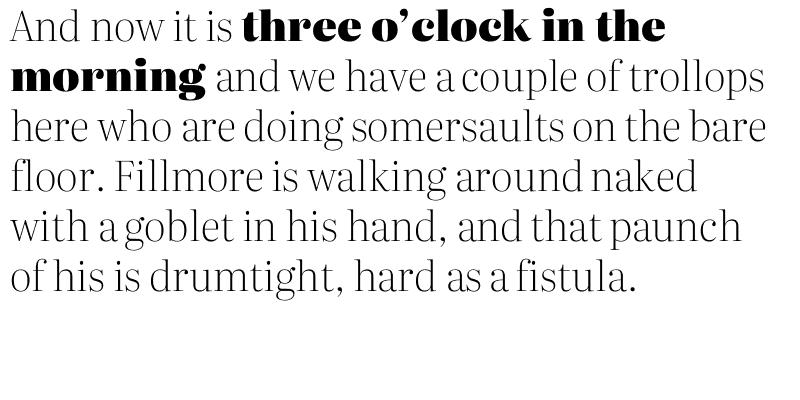 And now it is three o’clock in the
morning and we have a couple of trollops
here who are doing somersaults on the bare
floor. Fillmore is walking around naked
with a goblet in his hand, and that paunch
of his is drumtight, hard as a fistula.